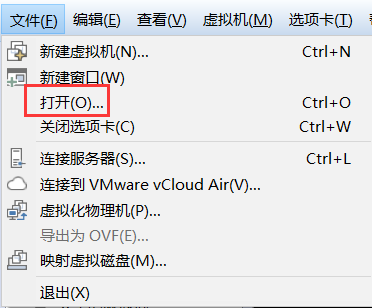 文件(F) 编辑(E) 查看(V) 虚拟机(M) 选项卡(T)
新建虚拟机(N)... Ctrl+N
新建窗口(W)
打开(O)... Ctrl+O
关闭选项卡(C) Ctrl+W
连接服务器(S)... Ctrl+L
连接到 VMware vCloud Air(V)...
虚拟化物理机(P)...
导出为 OVF(E)...
映射虚拟磁盘(M)...
退出(X)